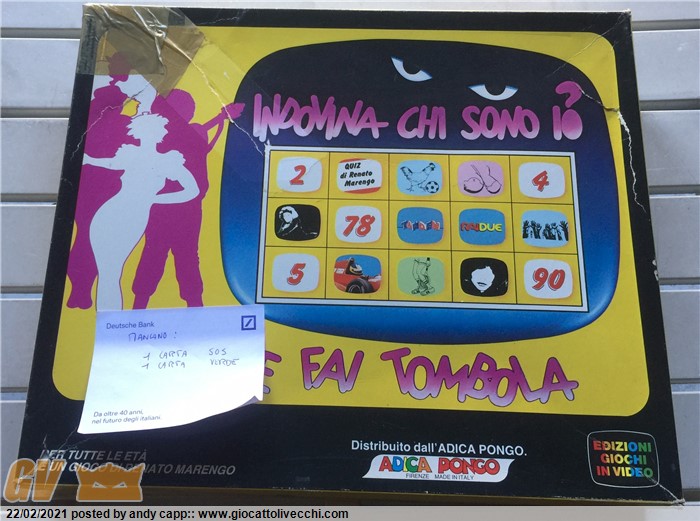 INDOVINA CHI SONO IO?
2
QUIZ
di Renato
Marengo
4
78
RAIDUE
5
90
E FAI TOMBOLA
Deutsche Bank
MANCANO:
1 CARTA SOS
1 CARTA VERDE
Da oltre 40 anni,
nel futuro degli italiani.
PER TUTTE LE ETÀ
È UN GIOCO DI RENATO MARENGO
Distribuito dall'ADICA PONGO.
ADICA PONGO
FIRENZE MADE IN ITALY
EDIZIONI
GIOCHI
IN VIDEO
GV
22/02/2021 posted by andy capp:: www.giocattolivecchi.com